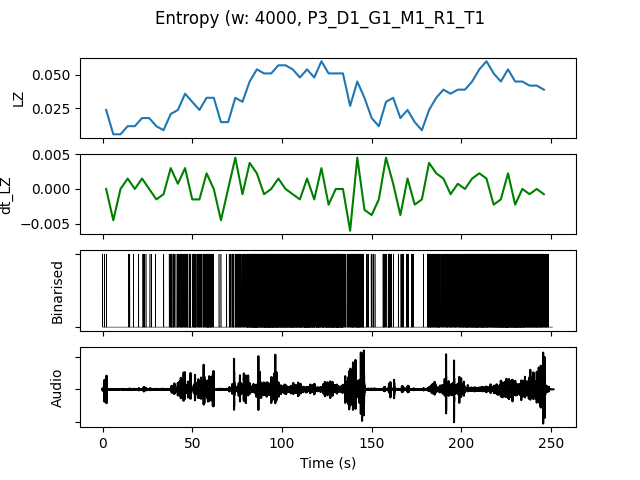 Entropy (w: 4000, P3_D1_G1_M1_R1_T1
LZ
0.050
0.025
dt_LZ
0.005
0.000
−0.005
Binarised
Audio
0 50 100 150 200 250
Time (s)